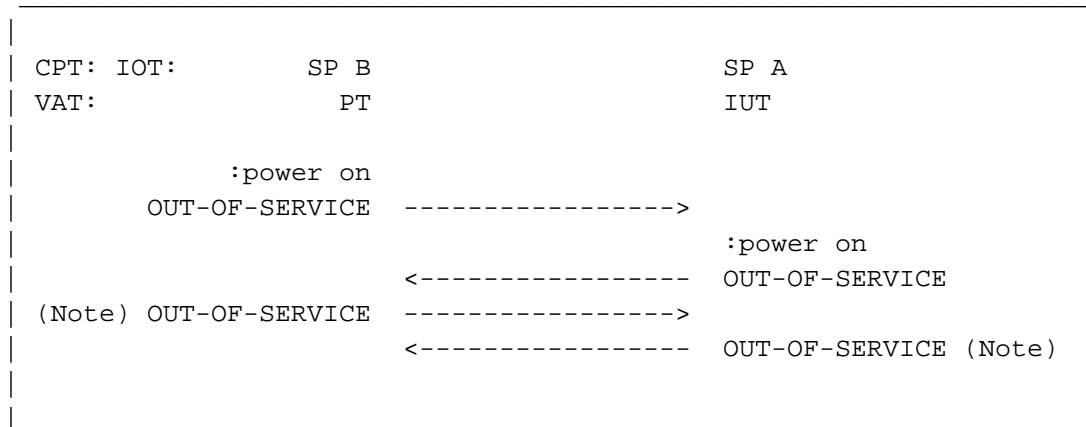 CPT: IOT: SP B SP A
VAT: PT IUT
:power on
OUT-OF-SERVICE ----------------->
:power on
<----------------- OUT-OF-SERVICE
(Note) OUT-OF-SERVICE ----------------->
<----------------- OUT-OF-SERVICE (Note)